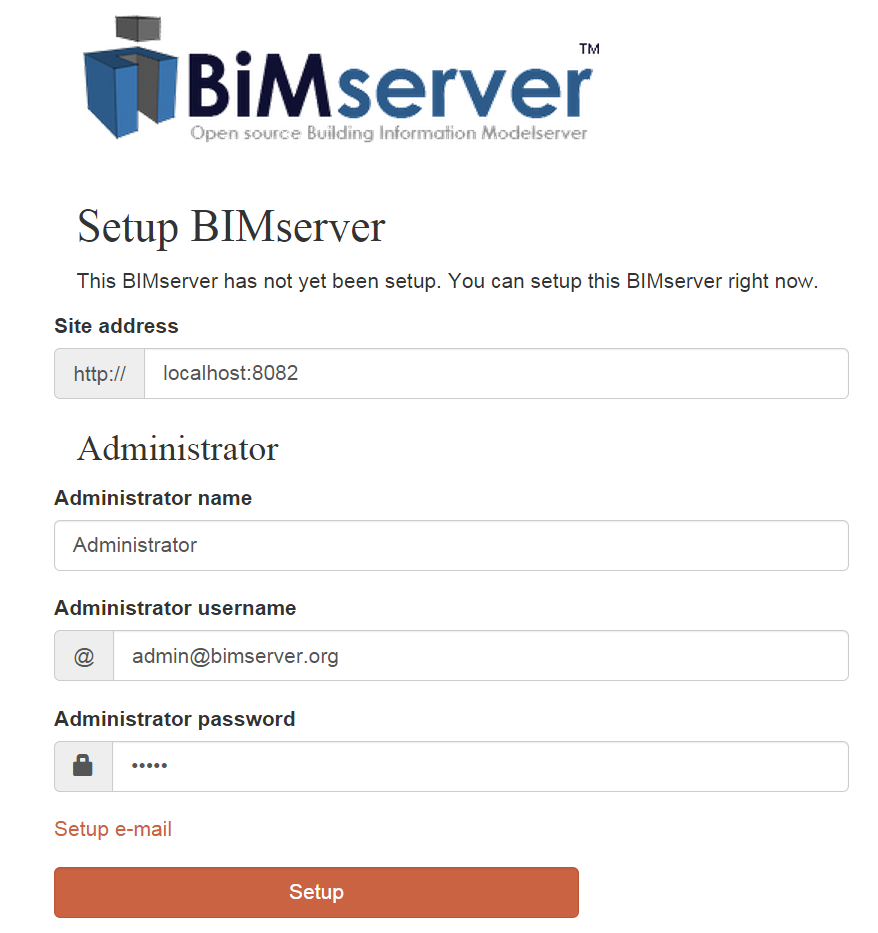 BiMserver™
Open source Building Information Modelserver
Setup BIMserver
This BIMserver has not yet been setup. You can setup this BIMserver right now.
Site address
http:// localhost:8082
Administrator
Administrator name
Administrator
Administrator username
@ admin@bimserver.org
Administrator password
•••••
Setup e-mail
Setup